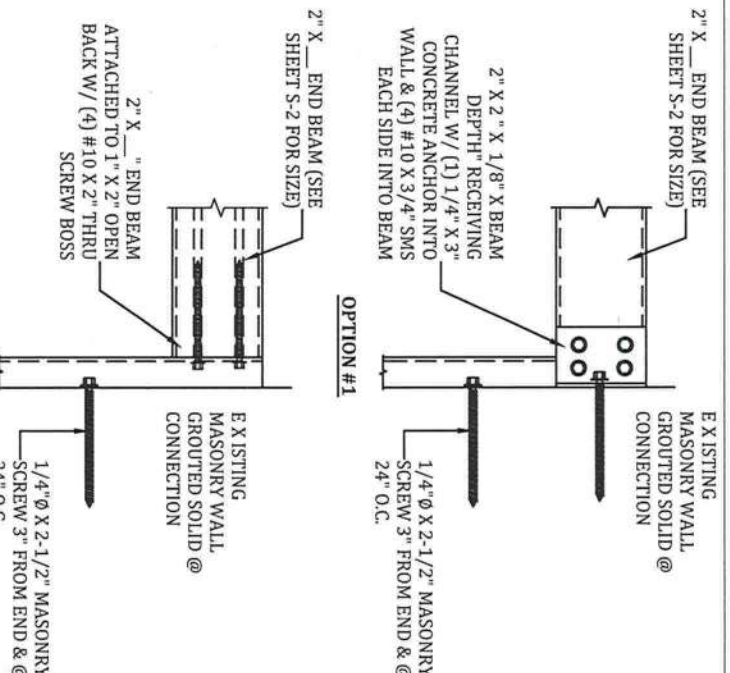 2" X __ END BEAM (SEE
SHEET S-2 FOR SIZE)
EXISTING
MASONRY WALL
GROUTED SOLID @
CONNECTION
2" X 2" X 1/8" X BEAM
DEPTH" RECEIVING
CHANNEL W/ (1) 1/4" X 3"
CONCRETE ANCHOR INTO
WALL & (4) #10 X 3/4" SMS
EACH SIDE INTO BEAM
1/4"Ø X 2-1/2" MASONRY
SCREW 3" FROM END & @
24" O.C.
OPTION #1
2" X __ END BEAM (SEE
SHEET S-2 FOR SIZE)
EXISTING
MASONRY WALL
GROUTED SOLID @
CONNECTION
2" X __" END BEAM
ATTACHED TO 1" X 2" OPEN
BACK W/ (4) #10 X 2" THRU
SCREW BOSS
1/4"Ø X 2-1/2" MASONRY
SCREW 3" FROM END & @
24" O.C.